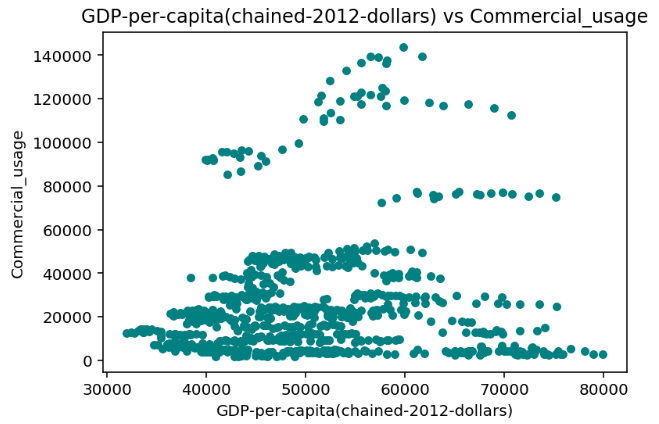 GDP-per-capita(chained-2012-dollars) vs Commercial_usage
140000
120000
100000
80000
60000
40000
20000
0
Commercial_usage
30000 40000 50000 60000 70000 80000
GDP-per-capita(chained-2012-dollars)